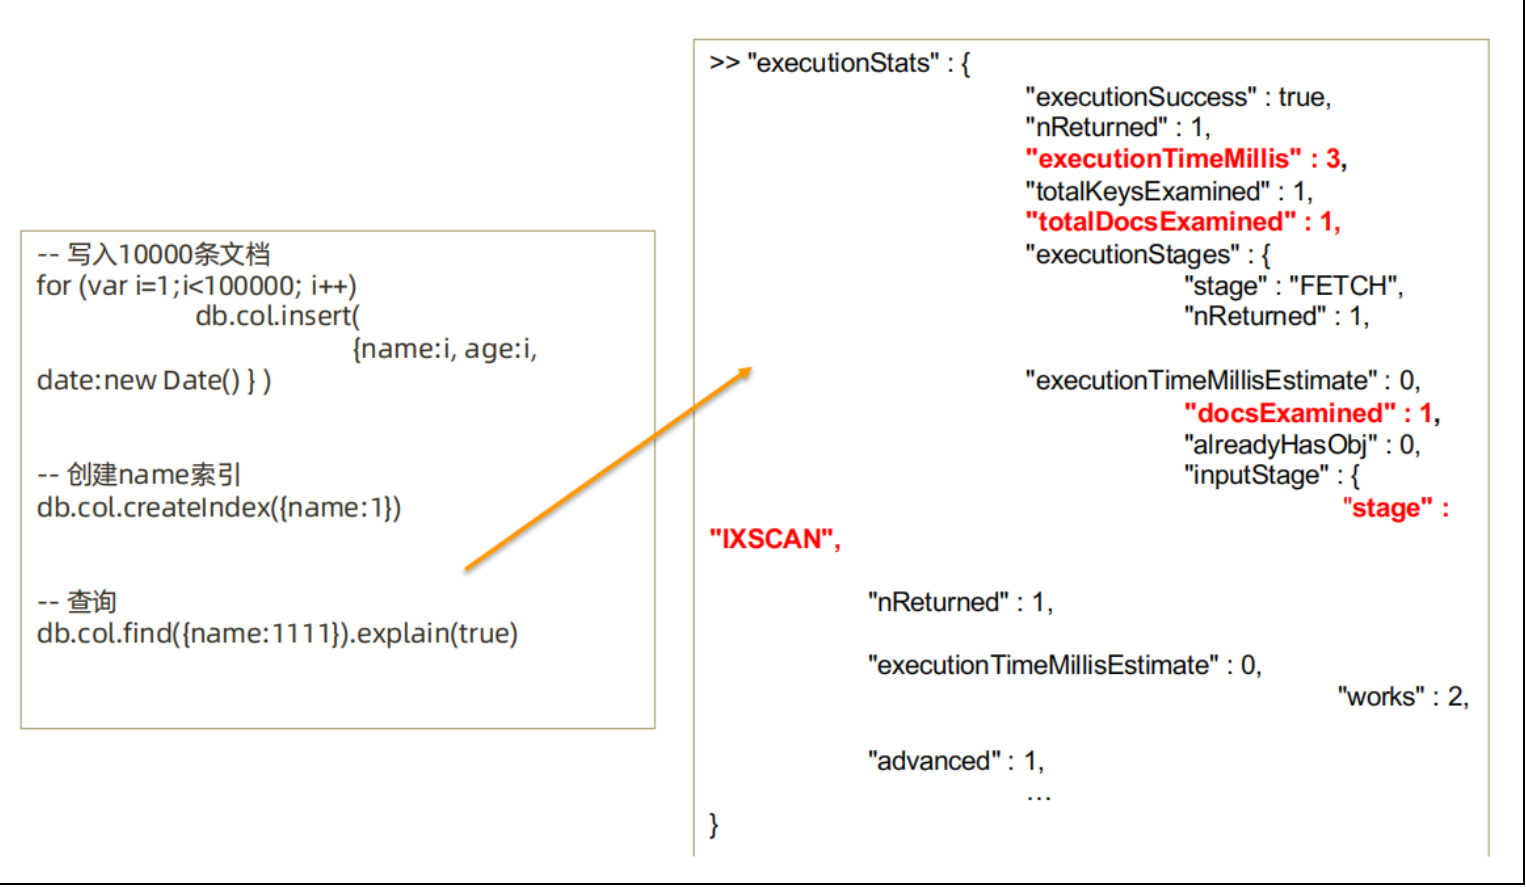 -- 写入10000条文档
for (var i=1;i<100000; i++)
db.col.insert(
{name:i, age:i,
date:new Date() } )
-- 创建name索引
db.col.createIndex({name:1})
-- 查询
db.col.find({name:1111}).explain(true)
>> "executionStats" : {
"executionSuccess" : true,
"nReturned" : 1,
"executionTimeMillis" : 3,
"totalKeysExamined" : 1,
"totalDocsExamined" : 1,
"executionStages" : {
"stage" : "FETCH",
"nReturned" : 1,
"executionTimeMillisEstimate" : 0,
"docsExamined" : 1,
"alreadyHasObj" : 0,
"inputStage" : {
"stage" :
"IXSCAN",
"nReturned" : 1,
"executionTimeMillisEstimate" : 0,
"works" : 2,
"advanced" : 1,
…
}